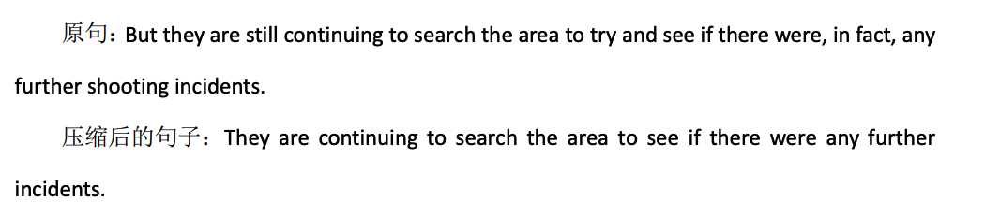 原句：But they are still continuing to search the area to try and see if there were, in fact, any
further shooting incidents.
压缩后的句子：They are continuing to search the area to see if there were any further
incidents.